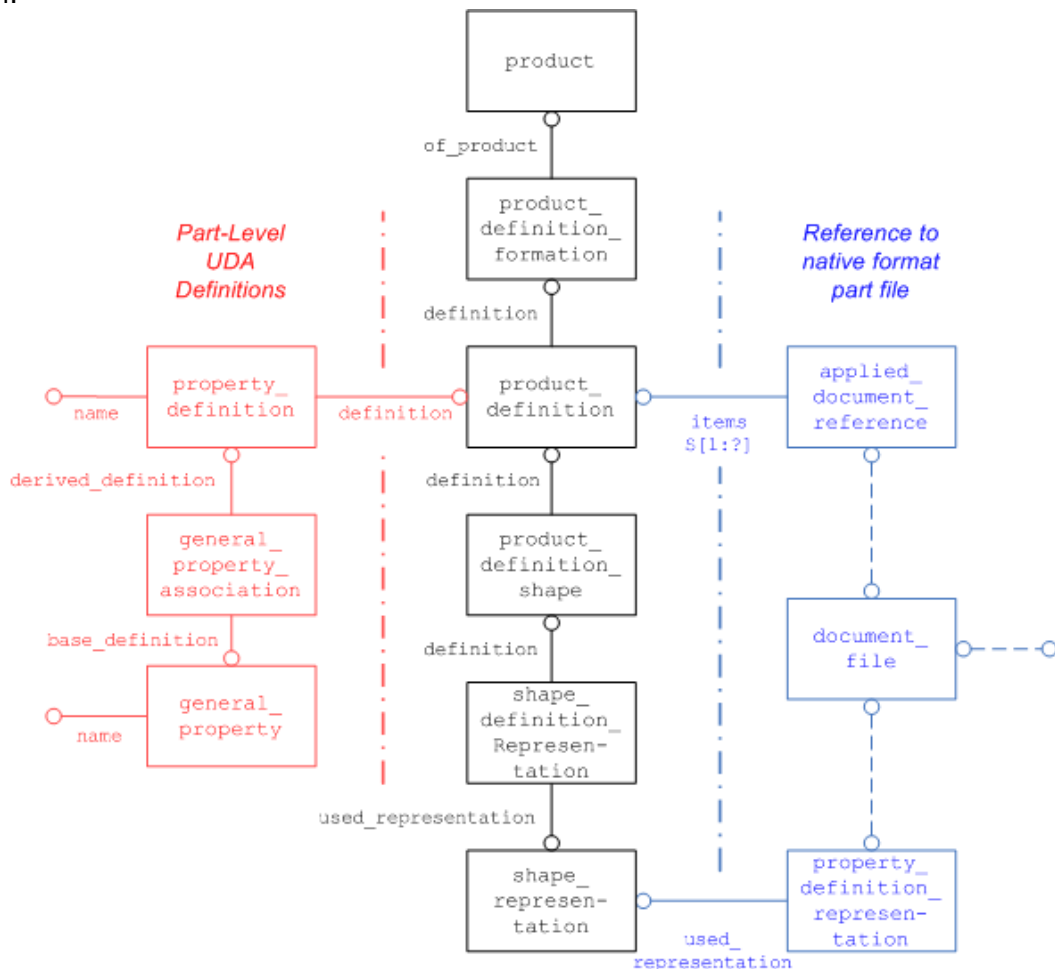 n.
product
of_product
product_
definition_
formation
Part-Level
UDA
Definitions
Reference to
native format
part file
definition
property_
definition
name
definition
product_
definition
items
S[1:?]
applied_
document_
reference
derived_definition
definition
general_
property_
association
product_
definition_
shape
base_definition
definition
document_
file
general_
property
name
shape_
definition_
Represen-
tation
used_representation
shape_
represen-
tation
used_
representation
property_
definition_
represen-
tation